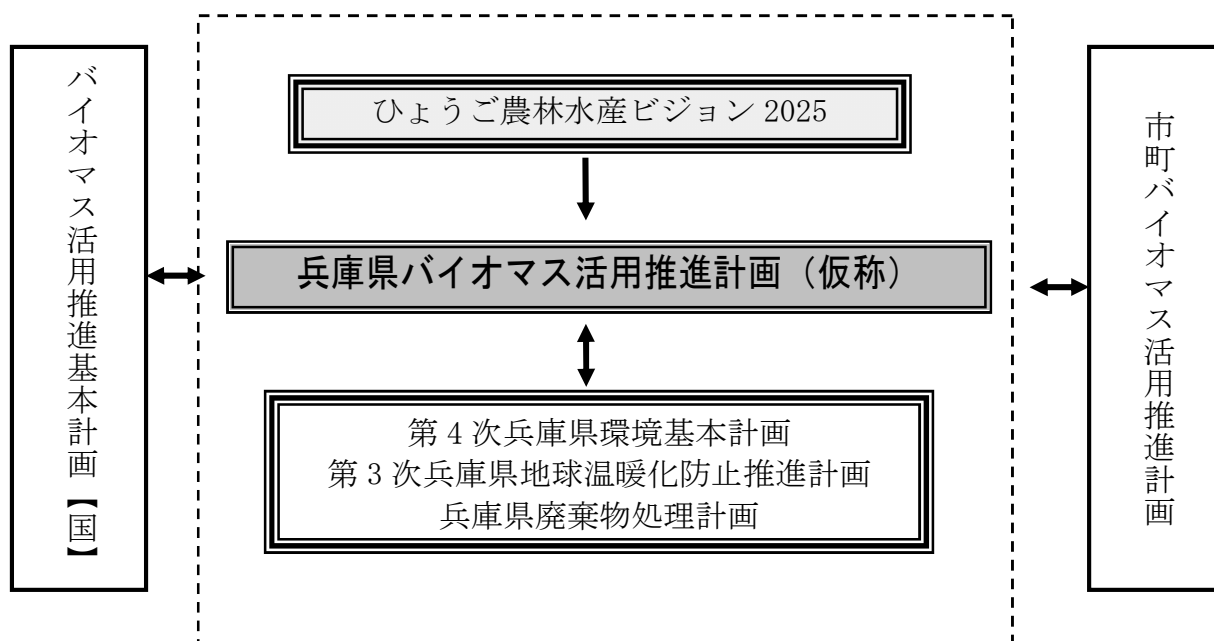 バイオマス活用推進基本計画【国】
ひょうご農林水産ビジョン 2025
兵庫県バイオマス活用推進計画（仮称）
第４次兵庫県環境基本計画
第３次兵庫県地球温暖化防止推進計画
兵庫県廃棄物処理計画
市町バイオマス活用推進計画